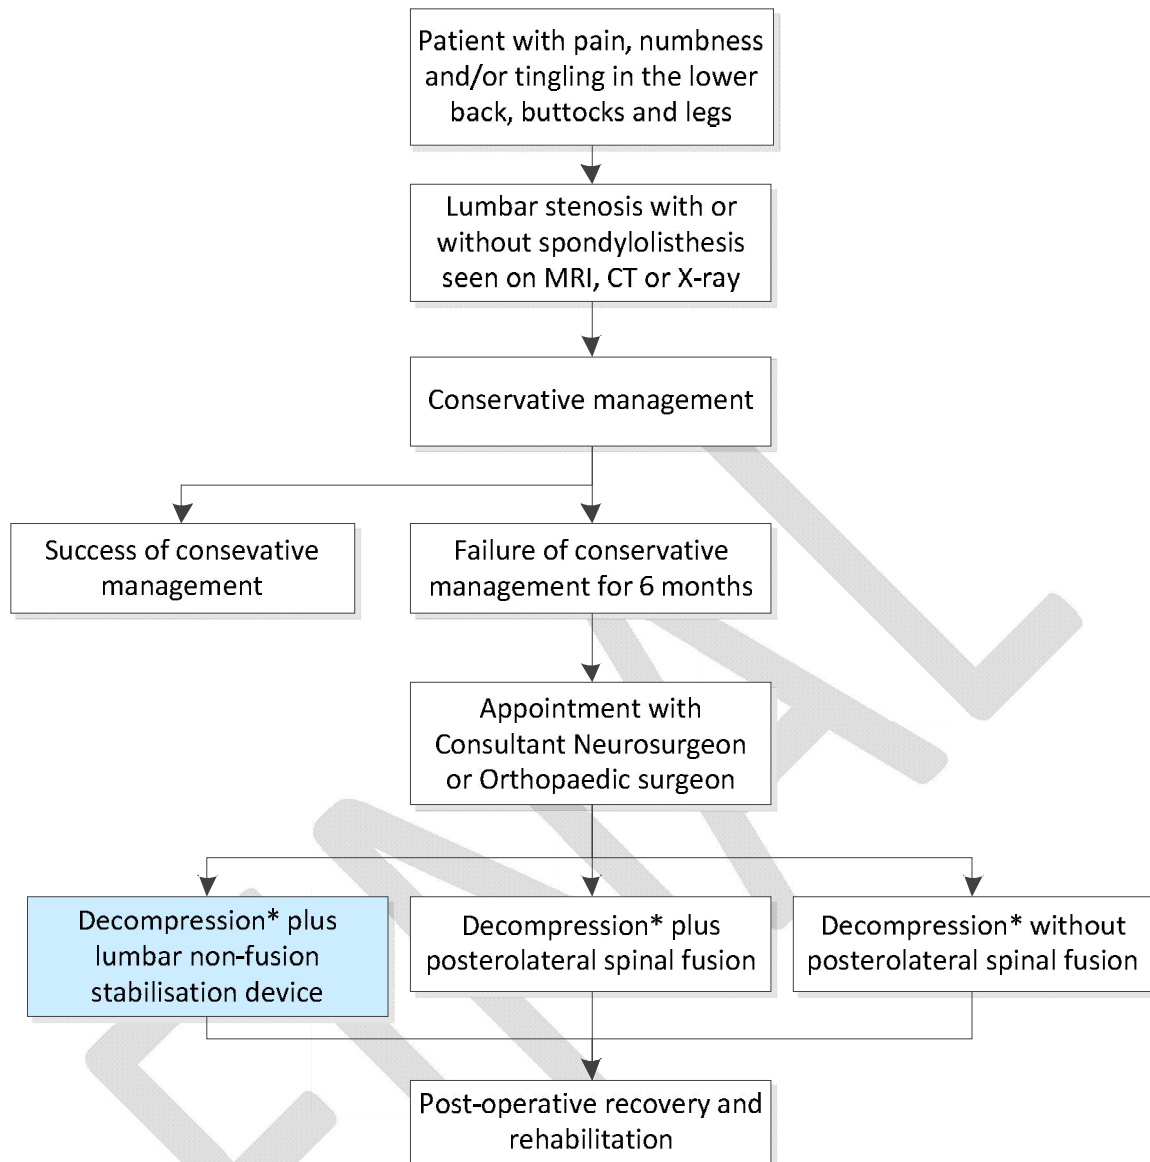 Patient with pain, numbness
and/or tingling in the lower
back, buttocks and legs
Lumbar stenosis with or
without spondylolisthesis
seen on MRI, CT or X-ray
Conservative management
Success of consevative
management
Failure of conservative
management for 6 months
Appointment with
Consultant Neurosurgeon
or Orthopaedic surgeon
Decompression* plus
lumbar non-fusion
stabilisation device
Decompression* plus
posterolateral spinal fusion
Decompression* without
posterolateral spinal fusion
Post-operative recovery and
rehabilitation
FINAL